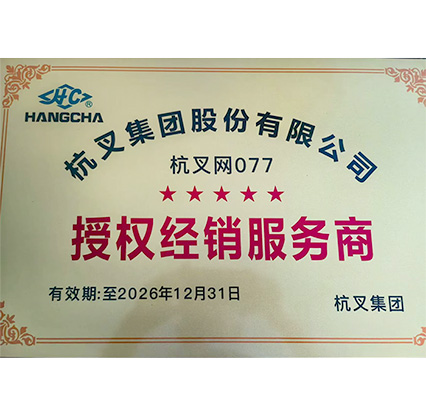 HC®
HANGCHA
杭叉集团股份有限公司
杭叉网077
★★★★★
授权经销服务商
有效期:至2026年12月31日
杭叉集团